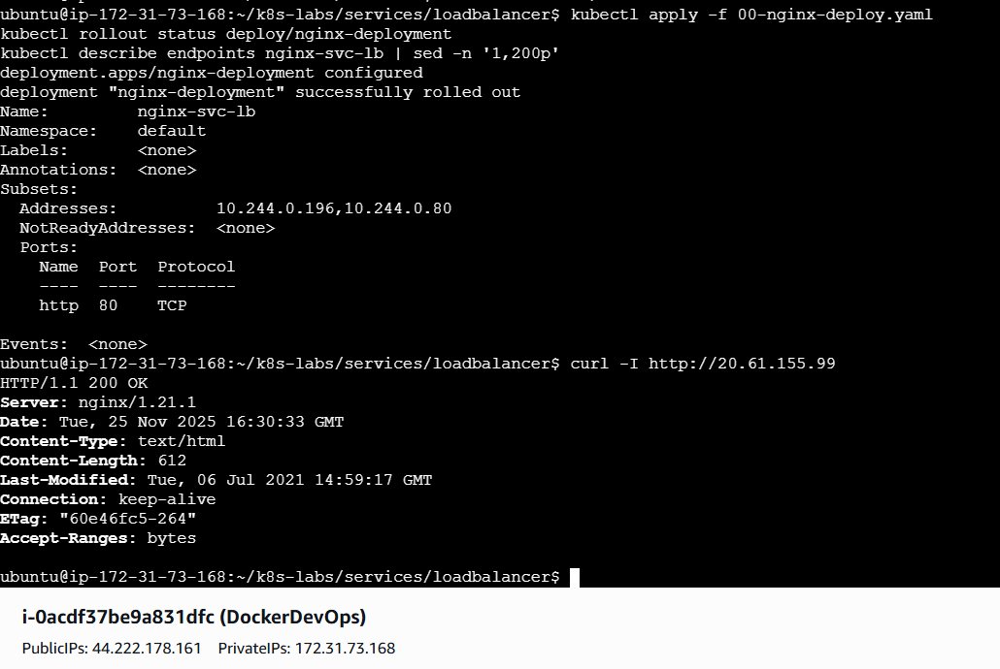 ubuntu@ip-172-31-73-168:~/k8s-labs/services/loadbalancer$ kubectl apply -f 00-nginx-deploy.yaml
kubectl rollout status deploy/nginx-deployment
kubectl describe endpoints nginx-svc-lb | sed -n '1,200p'
deployment.apps/nginx-deployment configured
deployment "nginx-deployment" successfully rolled out
Name:         nginx-svc-lb
Namespace:    default
Labels:       <none>
Annotations:  <none>
Subsets:
  Addresses:          10.244.0.196,10.244.0.80
  NotReadyAddresses:  <none>
  Ports:
    Name  Port  Protocol
    ----  ----  --------
    http  80    TCP

Events:  <none>
ubuntu@ip-172-31-73-168:~/k8s-labs/services/loadbalancer$ curl -I http://20.61.155.99
HTTP/1.1 200 OK
Server: nginx/1.21.1
Date: Tue, 25 Nov 2025 16:30:33 GMT
Content-Type: text/html
Content-Length: 612
Last-Modified: Tue, 06 Jul 2021 14:59:17 GMT
Connection: keep-alive
ETag: "60e46fc5-264"
Accept-Ranges: bytes

ubuntu@ip-172-31-73-168:~/k8s-labs/services/loadbalancer$
i-0acdf37be9a831dfc (DockerDevOps)
PublicIPs: 44.222.178.161 PrivateIPs: 172.31.73.168